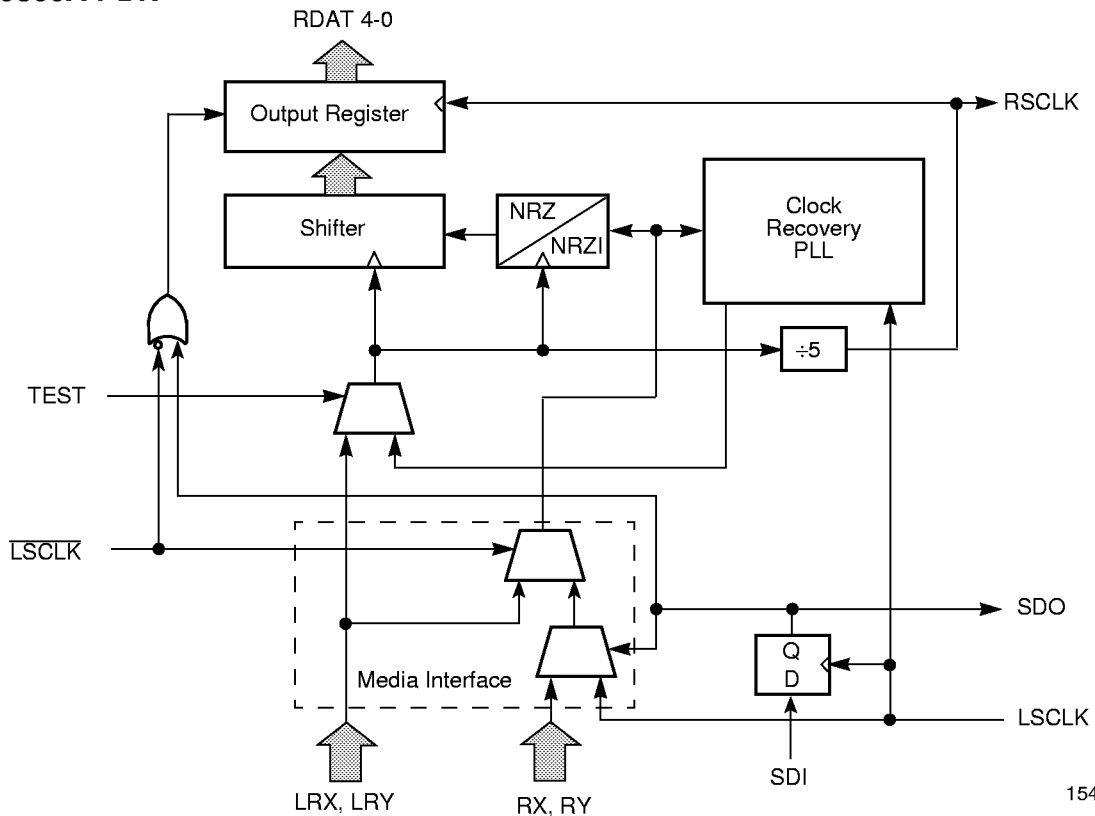 RDAT 4-0
Output Register
RSCLK
Shifter
NRZ
NRZI
Clock
Recovery
PLL
÷5
TEST
LSCLK
SDO
Q
D
Media Interface
LSCLK
SDI
LRX, LRY
RX, RY
154